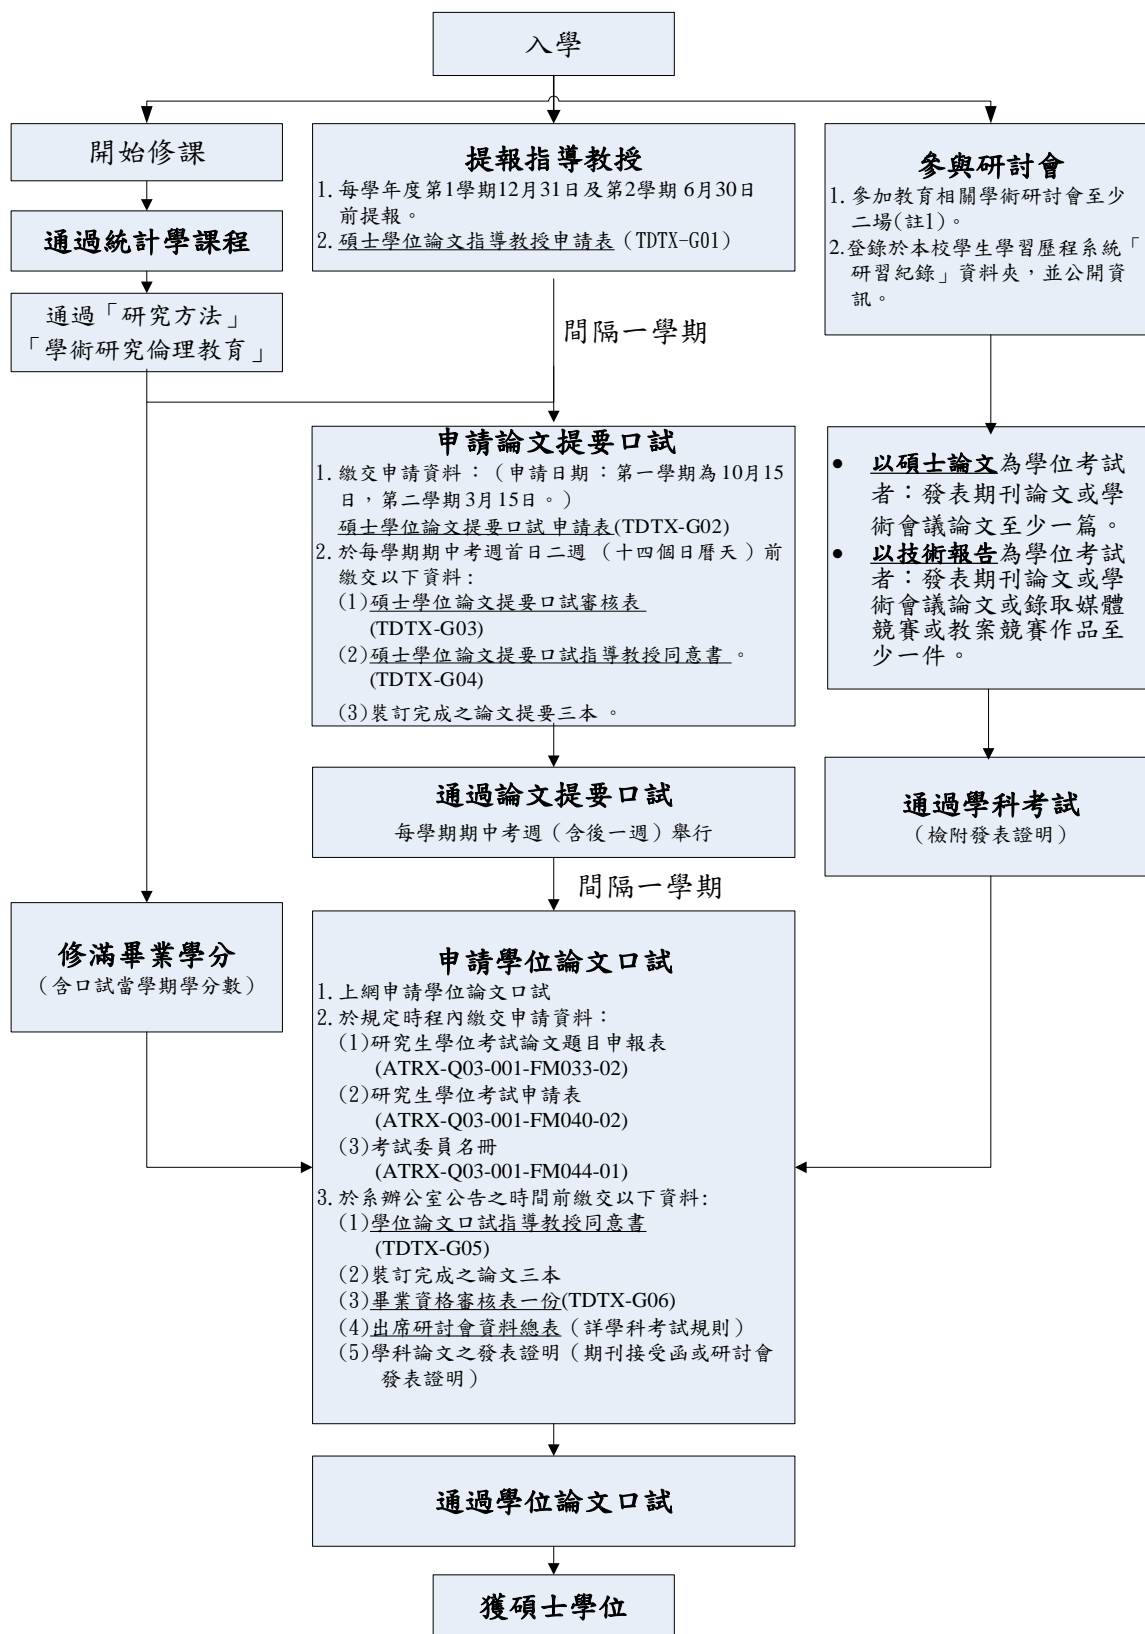 入學
開始修課
通過統計學課程
通過「研究方法」
「學術研究倫理教育」
提報指導教授
1. 每學年度第1學期12月31日及第2學期 6月30日
前提報。
2. 碩士學位論文指導教授申請表（TDTX-G01）
參與研討會
1. 參加教育相關學術研討會至少
二場(註1)。
2.登錄於本校學生學習歷程系統「
研習紀錄」資料夾，並公開資
訊。
間隔一學期
申請論文提要口試
1. 繳交申請資料：（申請日期：第一學期為10月15
日，第二學期3月15日。）
碩士學位論文提要口試申請表(TDTX-G02)
2. 於每學期期中考週首日二週（十四個日曆天）前
繳交以下資料:
(1)碩士學位論文提要口試審核表
(TDTX-G03)
(2)碩士學位論文提要口試指導教授同意書。
(TDTX-G04)
(3)裝訂完成之論文提要三本。
• 以碩士論文為學位考試
者：發表期刊論文或學
術會議論文至少一篇。
• 以技術報告為學位考試
者：發表期刊論文或學
術會議論文或錄取媒體
競賽或教案競賽作品至
少一件。
通過論文提要口試
每學期期中考週（含後一週）舉行
通過學科考試
（檢附發表證明）
間隔一學期
修滿畢業學分
（含口試當學期學分數）
申請學位論文口試
1. 上網申請學位論文口試
2. 於規定時程內繳交申請資料：
(1)研究生學位考試論文題目申報表
(ATRX-Q03-001-FM033-02)
(2)研究生學位考試申請表
(ATRX-Q03-001-FM040-02)
(3)考試委員名冊
(ATRX-Q03-001-FM044-01)
3. 於系辦公室公告之時間前繳交以下資料:
(1)學位論文口試指導教授同意書
(TDTX-G05)
(2)裝訂完成之論文三本
(3)畢業資格審核表一份(TDTX-G06)
(4)出席研討會資料總表（詳學科考試規則）
(5)學科論文之發表證明（期刊接受函或研討會
發表證明）
通過學位論文口試
獲碩士學位